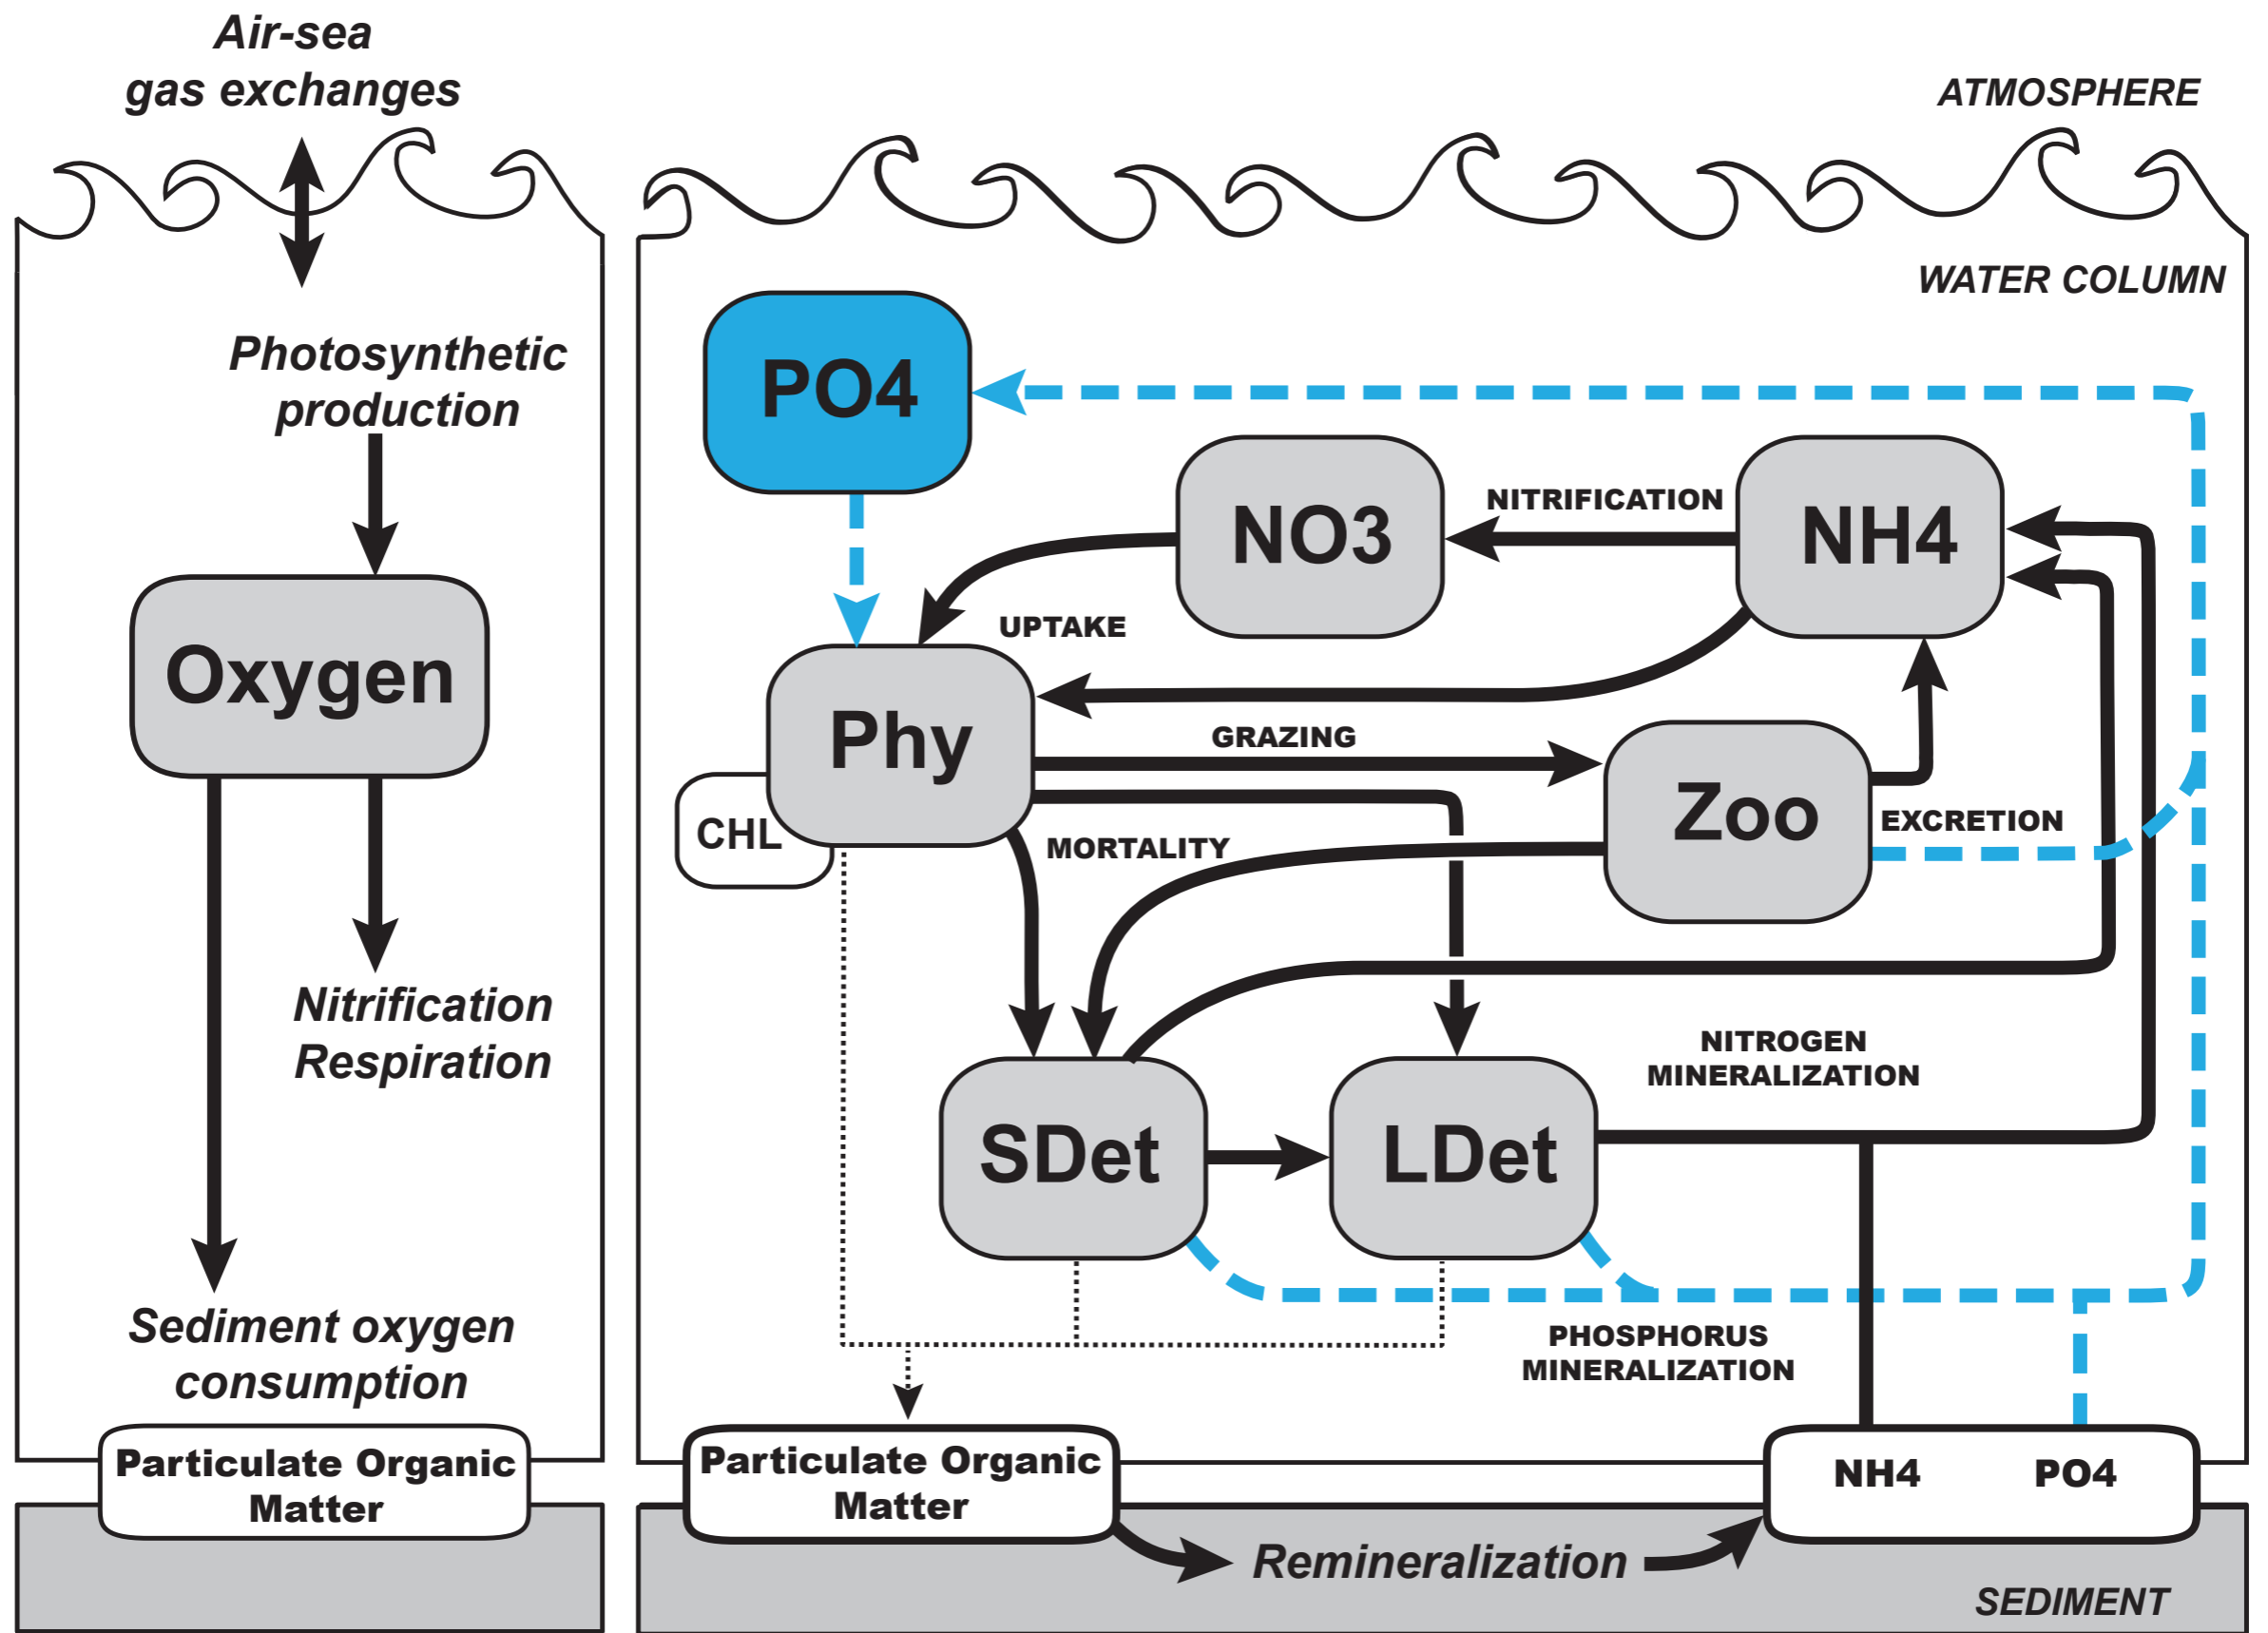 Air-sea
gas exchanges
Photosynthetic
production
Oxygen
Nitrification
Respiration
Sediment oxygen
consumption
Particulate Organic
Matter
ATMOSPHERE
WATER COLUMN
PO4
NO3
NITRIFICATION
NH4
UPTAKE
Phy
CHL
GRAZING
Zoo
EXCRETION
MORTALITY
SDet
LDet
NITROGEN
MINERALIZATION
PHOSPHORUS
MINERALIZATION
Particulate Organic
Matter
NH4 PO4
Remineralization
SEDIMENT